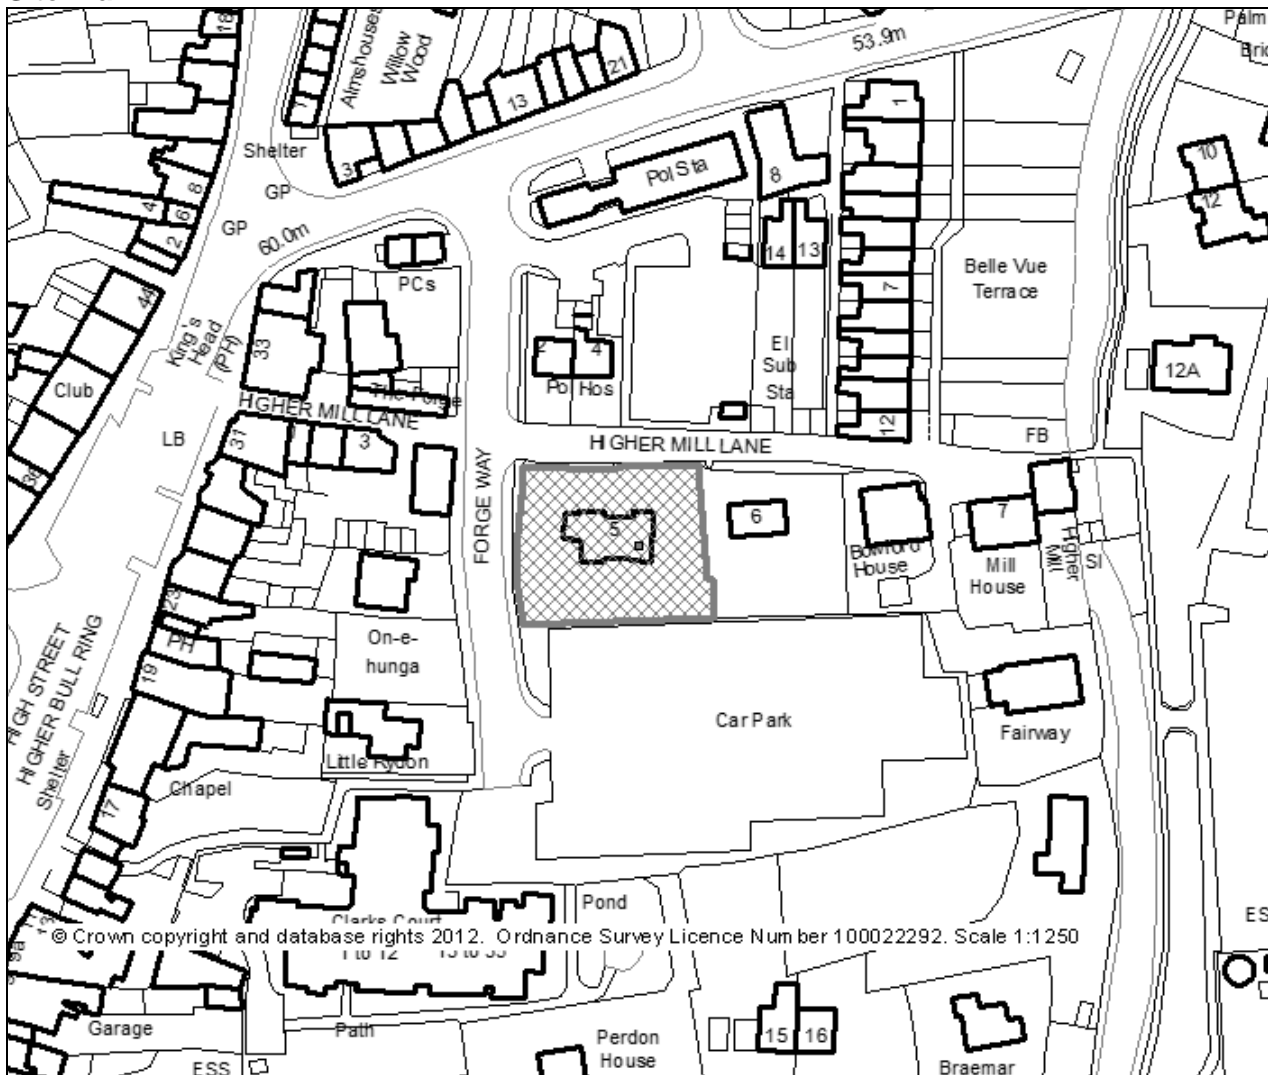 18
Almshouses
Willow
Wood
21
13
53.9m
Palm
1
Shelter
3
Pol Sta
8
10
12
GP
8
4
6
2
GP
60.0m
PCs
14
13
Belle Vue
Terrace
44
King's
Head
(PH)
33
7
2
4
El
Sub
Sta
12A
Club
Po
Hos
The Forge
HIGHER MILL LANE
31
3
LB
12
HIGHER MILL LANE
FB
36
FORGE WAY
5
6
7
Bowford
House
Mill
House
Higher
Mill
Sl
23
PH
On-e-
hunga
19
HIGH STREET
HIGHER BULL RING
Shelter
Car Park
Fairway
Little Rydon
Chapel
17
Pond
Clarks Court
11
13
9a
© Crown copyright and database rights 2012. Ordnance Survey Licence Number 100022292. Scale 1:1250
1 to 12
ES
Garage
Path
Perdon
House
15
16
ESS
Braemar